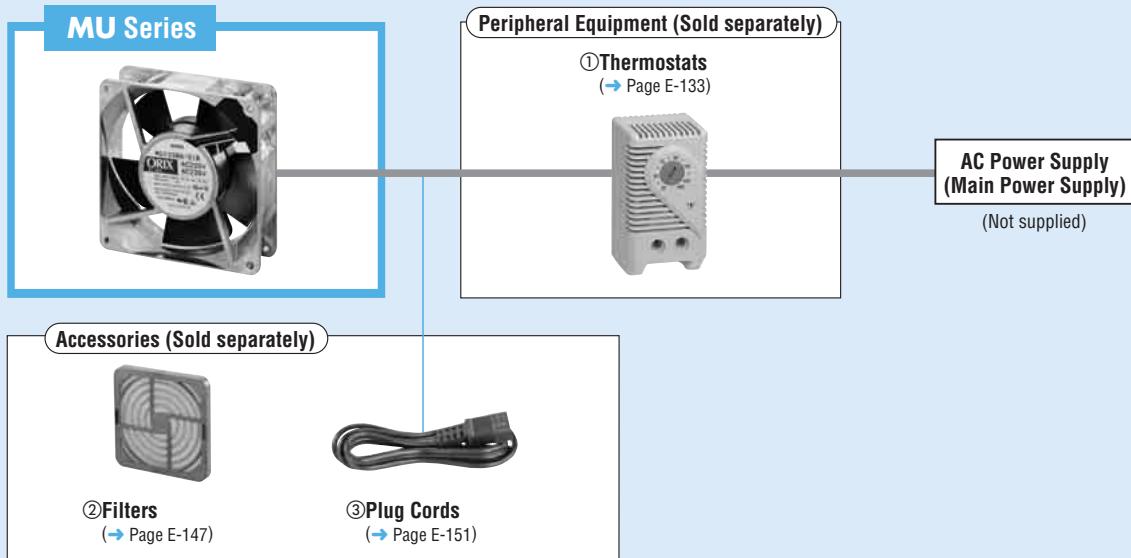 MU Series
ORIX
Peripheral Equipment (Sold separately)
①Thermostats
(➜ Page E-133)
AC Power Supply
(Main Power Supply)
(Not supplied)
Accessories (Sold separately)
②Filters
(➜ Page E-147)
③Plug Cords
(➜ Page E-151)